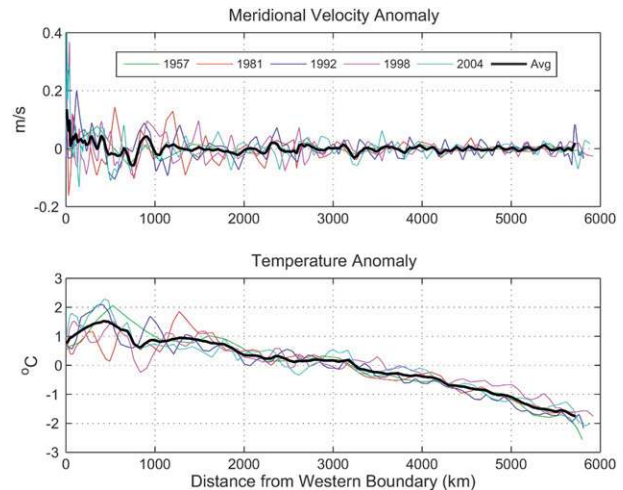 Meridional Velocity Anomaly
0.4
0.2
0
-0.2
m/s
1957 1981 1992 1998 2004 Avg
0 1000 2000 3000 4000 5000 6000
Temperature Anomaly
3
2
1
0
-1
-2
-3
°C
0 1000 2000 3000 4000 5000 6000
Distance from Western Boundary (km)